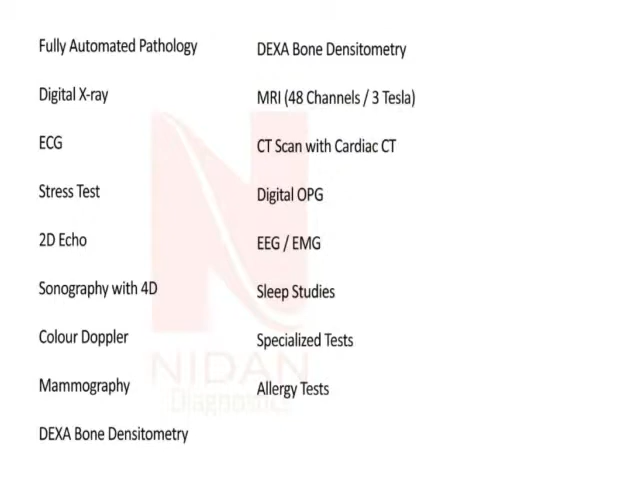 Fully Automated Pathology
Digital X-ray
ECG
Stress Test
2D Echo
Sonography with 4D
Colour Doppler
Mammography
DEXA Bone Densitometry
DEXA Bone Densitometry
MRI (48 Channels / 3 Tesla)
CT Scan with Cardiac CT
Digital OPG
EEG / EMG
Sleep Studies
Specialized Tests
Allergy Tests
NIDAN